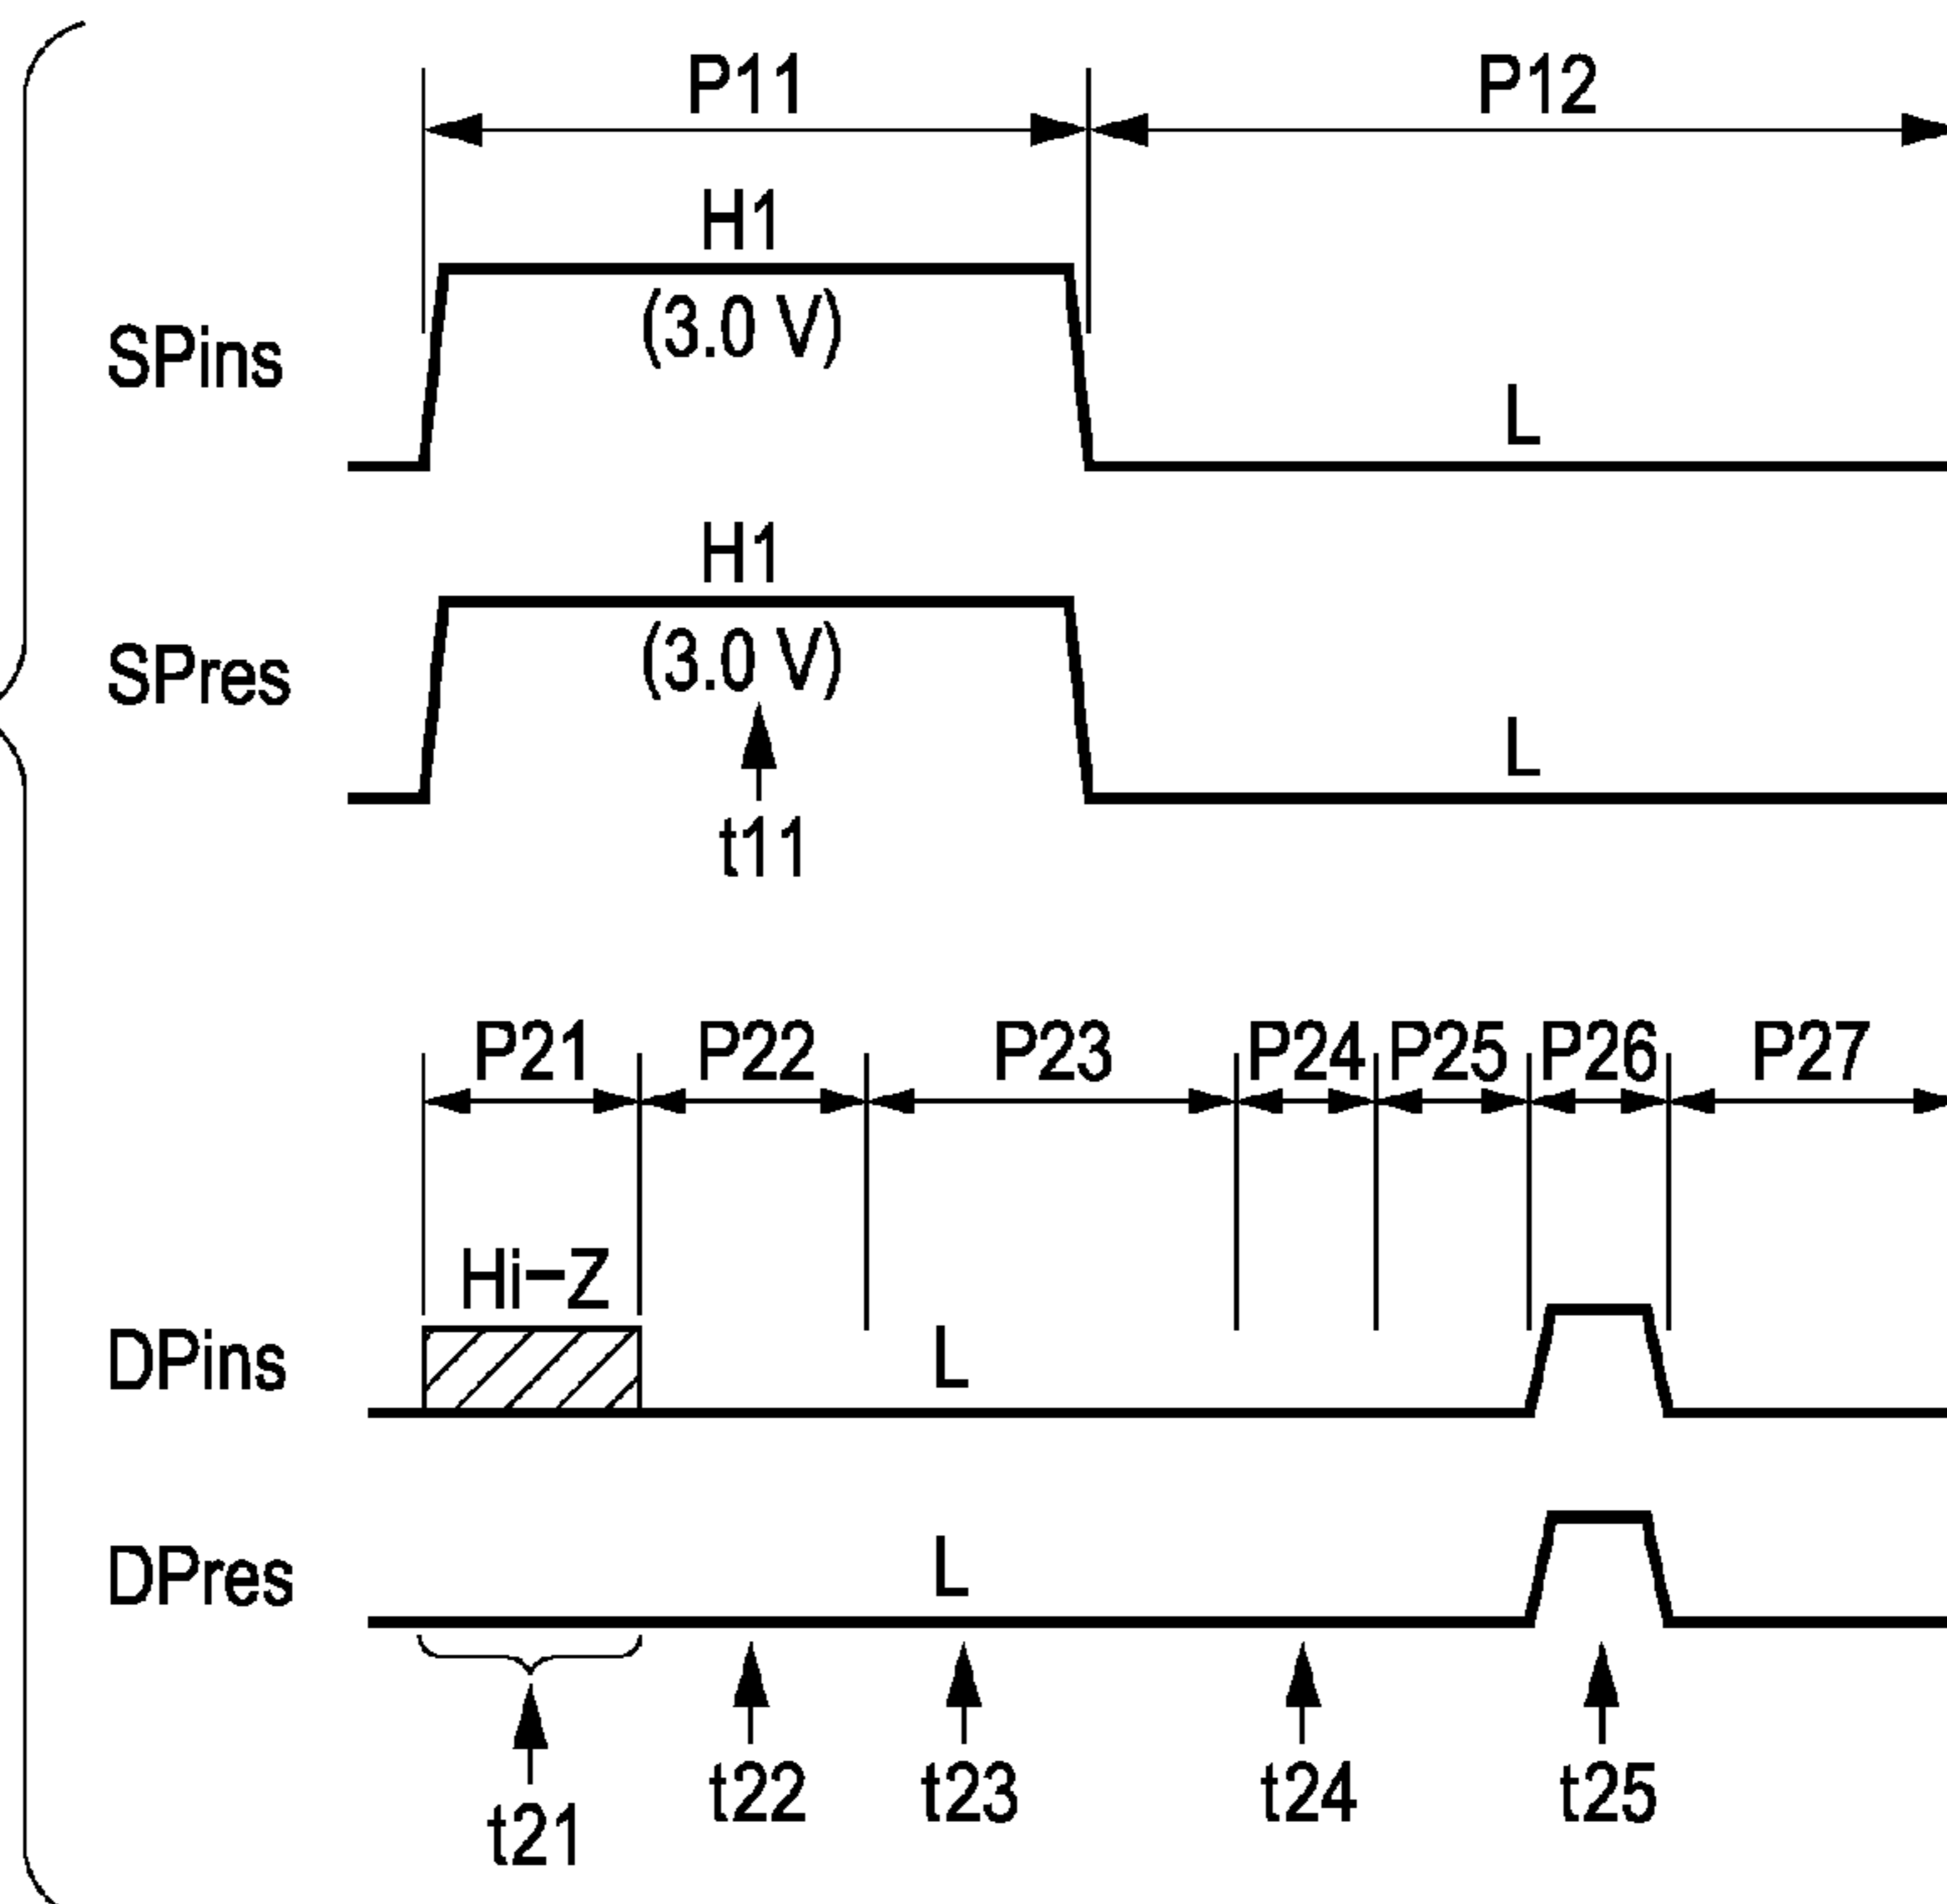 P11 P12
H1
(3.0 V)
SPins
L
H1
(3.0 V)
SPres
L
t11
P21 P22 P23 P24 P25 P26 P27
Hi-Z
DPins
L
DPres
L
t21 t22 t23 t24 t25